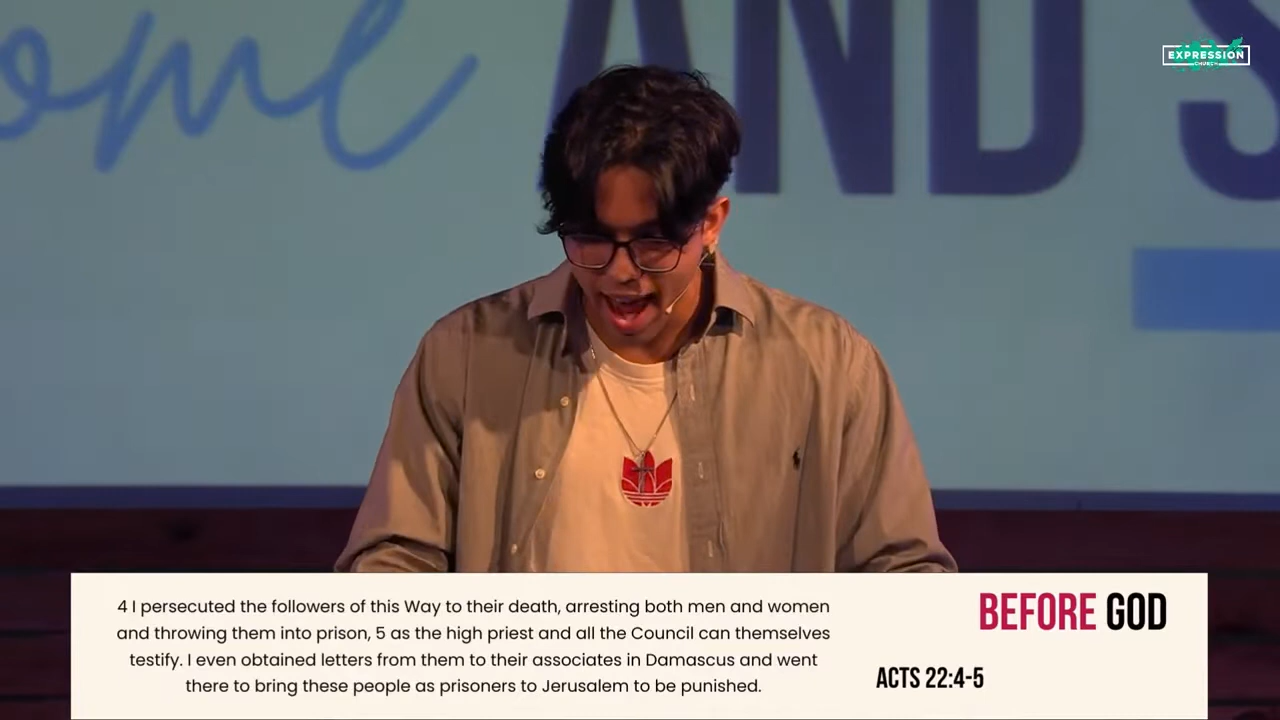 ome AND S
EXPRESSION
CHURCH
4 I persecuted the followers of this Way to their death, arresting both men and women
and throwing them into prison, 5 as the high priest and all the Council can themselves
testify. I even obtained letters from them to their associates in Damascus and went
there to bring these people as prisoners to Jerusalem to be punished.
BEFORE GOD
ACTS 22:4-5